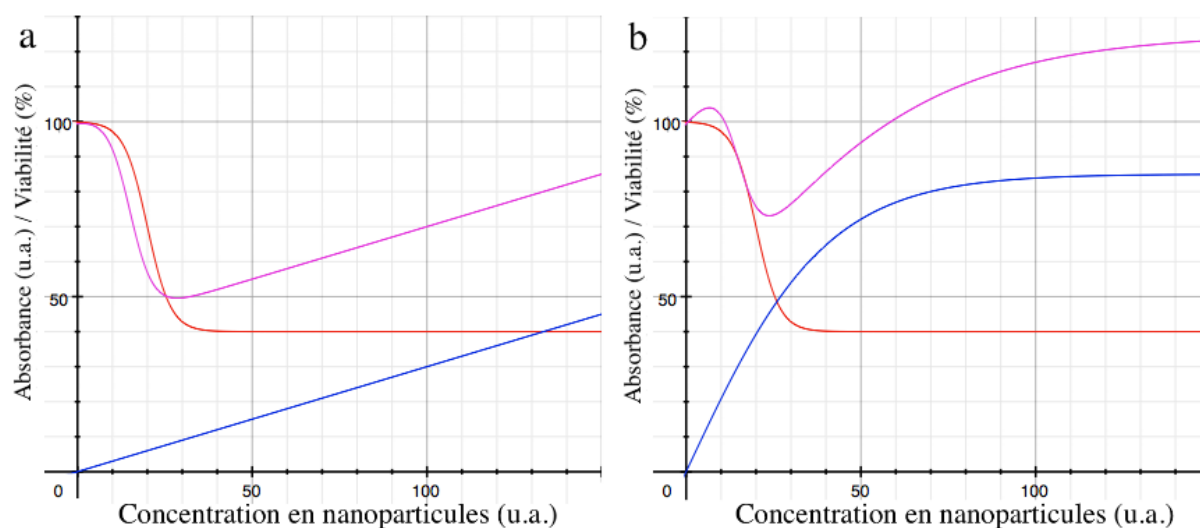 a
Absorbance (u.a.) / Viabilité (%)
100
50
0
50
100
Concentration en nanoparticules (u.a.)
b
Absorbance (u.a.) / Viabilité (%)
100
50
0
50
100
Concentration en nanoparticules (u.a.)